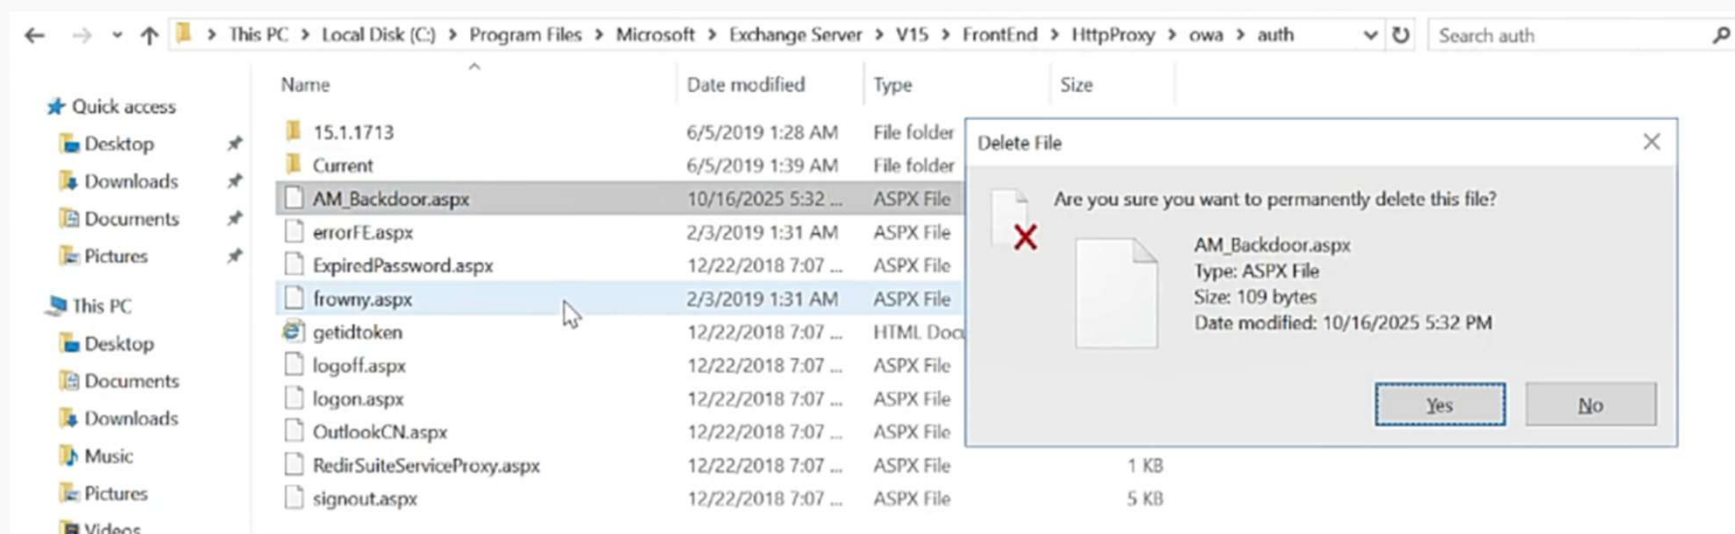 This PC > Local Disk (C:) > Program Files > Microsoft > Exchange Server > V15 > FrontEnd > HttpProxy > owa > auth
Search auth
Name Date modified Type Size
Quick access
Desktop
Downloads
Documents
Pictures
This PC
Desktop
Documents
Downloads
Music
Pictures
Videos
15.1.1713 6/5/2019 1:28 AM File folder
Current 6/5/2019 1:39 AM File folder
AM_Backdoor.aspx 10/16/2025 5:32 ... ASPX File
errorFE.aspx 2/3/2019 1:31 AM ASPX File
ExpiredPassword.aspx 12/22/2018 7:07 ... ASPX File
frowny.aspx 2/3/2019 1:31 AM ASPX File
getidtoken 12/22/2018 7:07 ... HTML Docu
logoff.aspx 12/22/2018 7:07 ... ASPX File
logon.aspx 12/22/2018 7:07 ... ASPX File
OutlookCN.aspx 12/22/2018 7:07 ... ASPX File
RedirSuiteServiceProxy.aspx 12/22/2018 7:07 ... ASPX File 1 KB
signout.aspx 12/22/2018 7:07 ... ASPX File 5 KB
Delete File
Are you sure you want to permanently delete this file?
AM_Backdoor.aspx
Type: ASPX File
Size: 109 bytes
Date modified: 10/16/2025 5:32 PM
Yes No